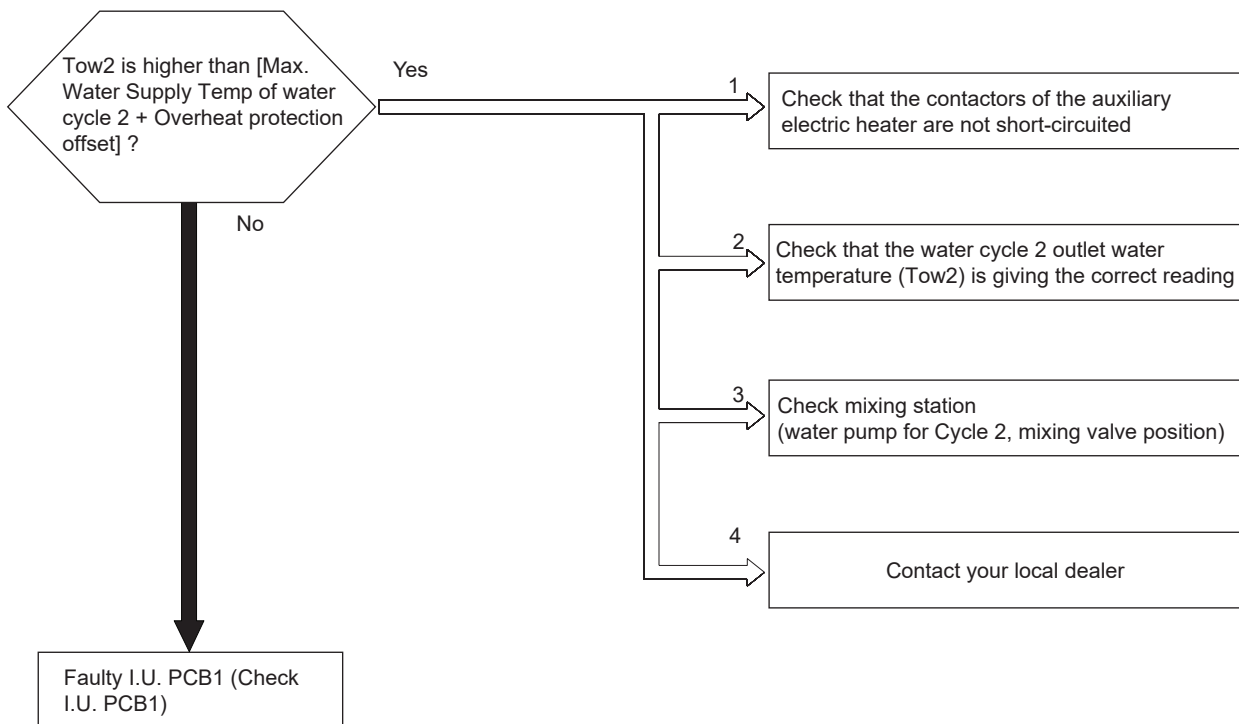 Tow2 is higher than [Max.
Water Supply Temp of water
cycle 2 + Overheat protection
offset] ?
Yes
No
1
Check that the contactors of the auxiliary
electric heater are not short-circuited
2
Check that the water cycle 2 outlet water
temperature (Tow2) is giving the correct reading
3
Check mixing station
(water pump for Cycle 2, mixing valve position)
4
Contact your local dealer
Faulty I.U. PCB1 (Check
I.U. PCB1)